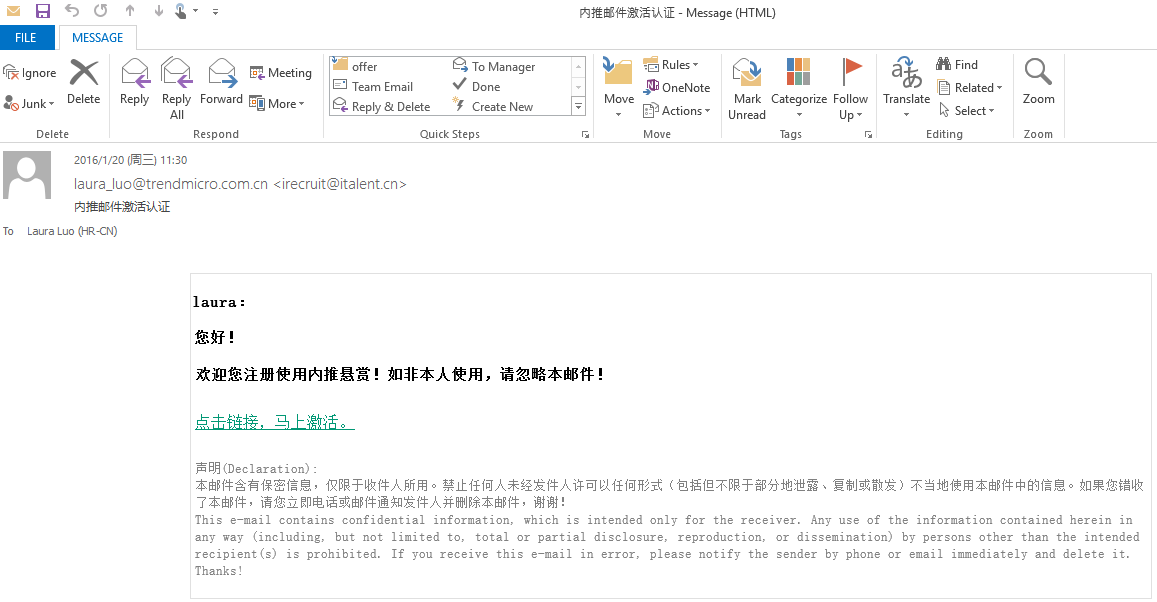 内推邮件激活认证 - Message (HTML)
FILE
MESSAGE
Ignore
Junk
Delete
Delete
Reply
Reply All
Forward
Meeting
More
Respond
offer
To Manager
Team Email
Done
Reply & Delete
Create New
Quick Steps
Move
Rules
OneNote
Actions
Move
Mark Unread
Categorize
Follow Up
Tags
Translate
Find
Related
Select
Editing
Zoom
Zoom
2016/1/20 (周三) 11:30
laura_luo@trendmicro.com.cn <irecruit@italent.cn>
内推邮件激活认证
To Laura Luo (HR-CN)
laura：
您好！
欢迎您注册使用内推悬赏！如非本人使用，请忽略本邮件！
点击链接，马上激活。
声明(Declaration):
本邮件含有保密信息，仅限于收件人所用。禁止任何人未经发件人许可以任何形式（包括但不限于部分地泄露、复制或散发）不当地使用本邮件中的信息。如果您错收
了本邮件，请您立即电话或邮件通知发件人并删除本邮件，谢谢！
This e-mail contains confidential information, which is intended only for the receiver. Any use of the information contained herein in
any way (including, but not limited to, total or partial disclosure, reproduction, or dissemination) by persons other than the intended
recipient(s) is prohibited. If you receive this e-mail in error, please notify the sender by phone or email immediately and delete it.
Thanks!